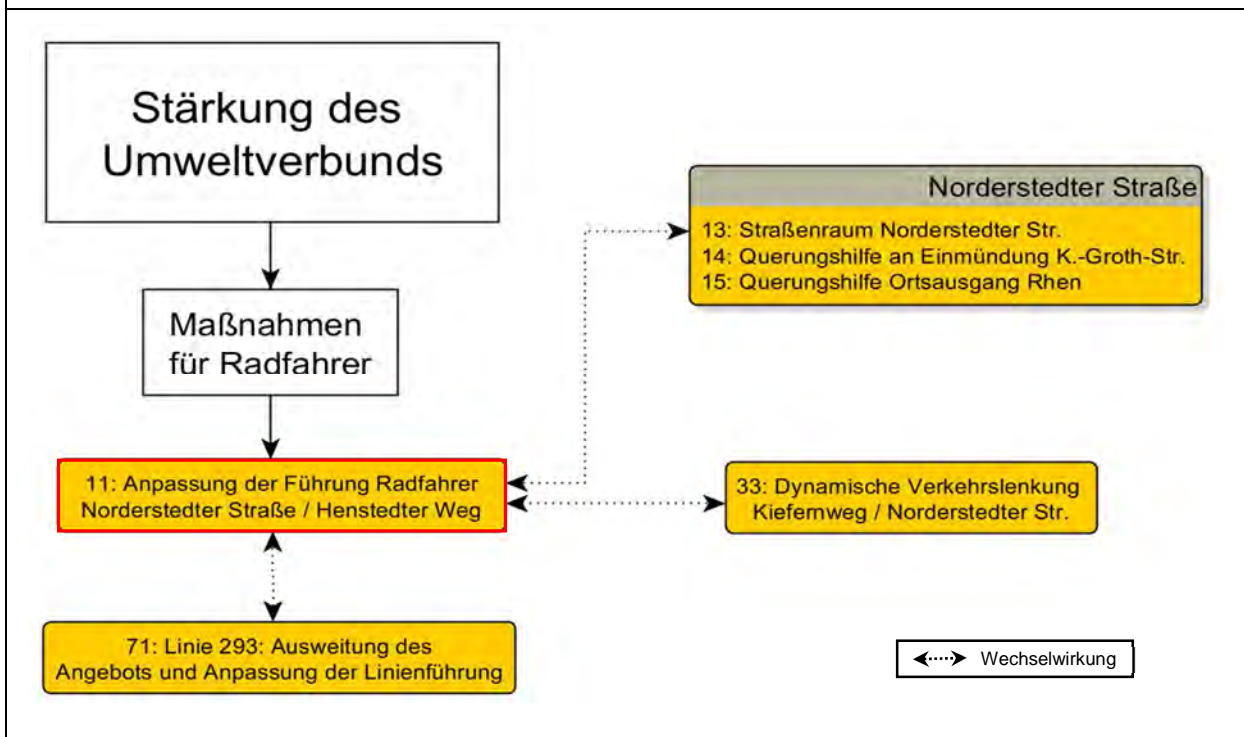 Stärkung des
Umweltverbunds
Maßnahmen
für Radfahrer
11: Anpassung der Führung Radfahrer
Norderstedter Straße / Henstedter Weg
71: Linie 293: Ausweitung des
Angebots und Anpassung der Linienführung
Norderstedter Straße
13: Straßenraum Norderstedter Str.
14: Querungshilfe an Einmündung K.-Groth-Str.
15: Querungshilfe Ortsausgang Rhen
33: Dynamische Verkehrslenkung
Kiefernweg / Norderstedter Str.
Wechselwirkung